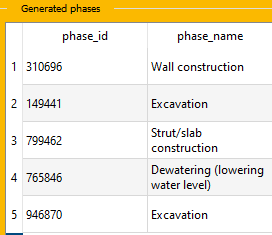 Generated phases
phase_id phase_name
1 310696 Wall construction
2 149441 Excavation
3 799462 Strut/slab
construction
4 765846 Dewatering (lowering
water level)
5 946870 Excavation